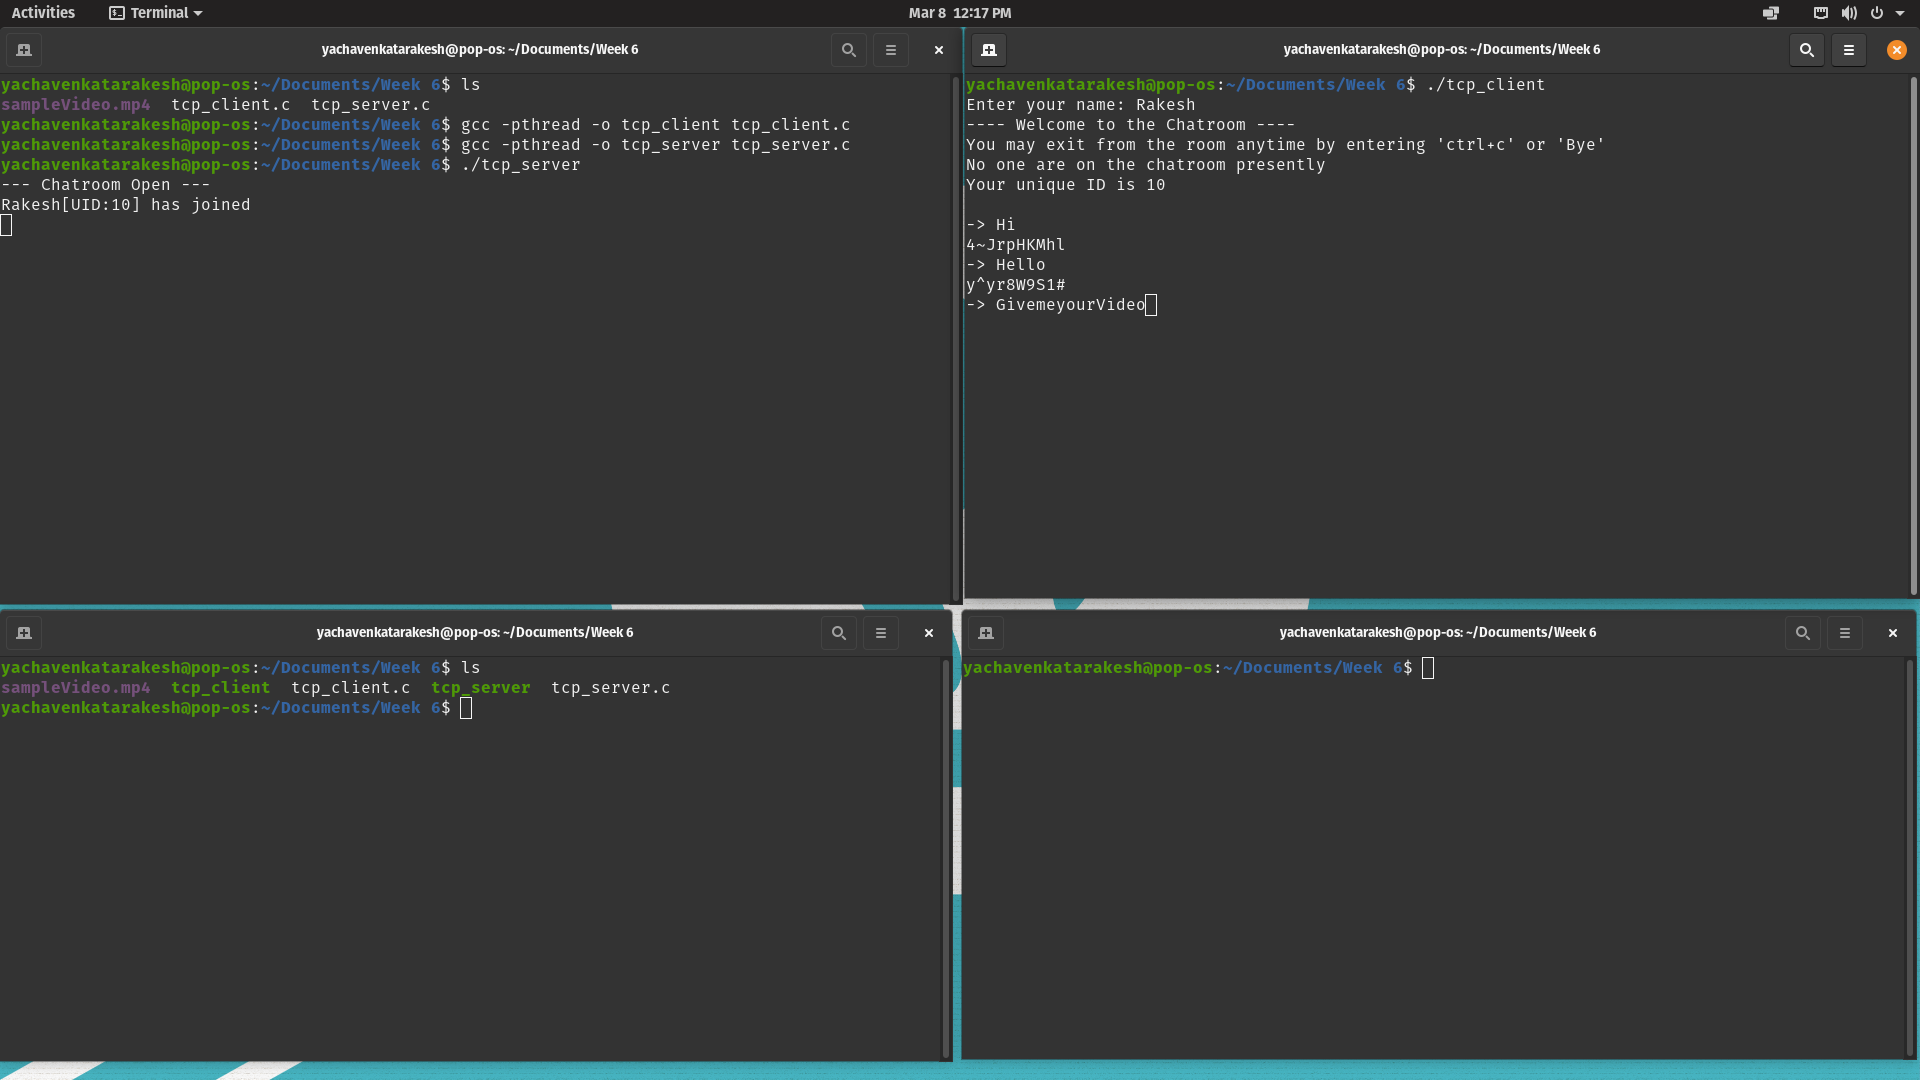 Activities Terminal Mar 8 12:17 PM
yachavenkatarakesh@pop-os: ~/Documents/Week 6
yachavenkatarakesh@pop-os:~/Documents/Week 6$ ls
sampleVideo.mp4 tcp_client.c tcp_server.c
yachavenkatarakesh@pop-os:~/Documents/Week 6$ gcc -pthread -o tcp_client tcp_client.c
yachavenkatarakesh@pop-os:~/Documents/Week 6$ gcc -pthread -o tcp_server tcp_server.c
yachavenkatarakesh@pop-os:~/Documents/Week 6$ ./tcp_server
--- Chatroom Open ---
Rakesh[UID:10] has joined
yachavenkatarakesh@pop-os: ~/Documents/Week 6
yachavenkatarakesh@pop-os:~/Documents/Week 6$ ./tcp_client
Enter your name: Rakesh
---- Welcome to the Chatroom ----
You may exit from the room anytime by entering 'ctrl+c' or 'Bye'
No one are on the chatroom presently
Your unique ID is 10
-> Hi
4~JrpHKMhl
-> Hello
y^yr8W9S1#
-> GivemeyourVideo
yachavenkatarakesh@pop-os: ~/Documents/Week 6
yachavenkatarakesh@pop-os:~/Documents/Week 6$ ls
sampleVideo.mp4 tcp_client tcp_client.c tcp_server tcp_server.c
yachavenkatarakesh@pop-os:~/Documents/Week 6$
yachavenkatarakesh@pop-os: ~/Documents/Week 6
yachavenkatarakesh@pop-os:~/Documents/Week 6$